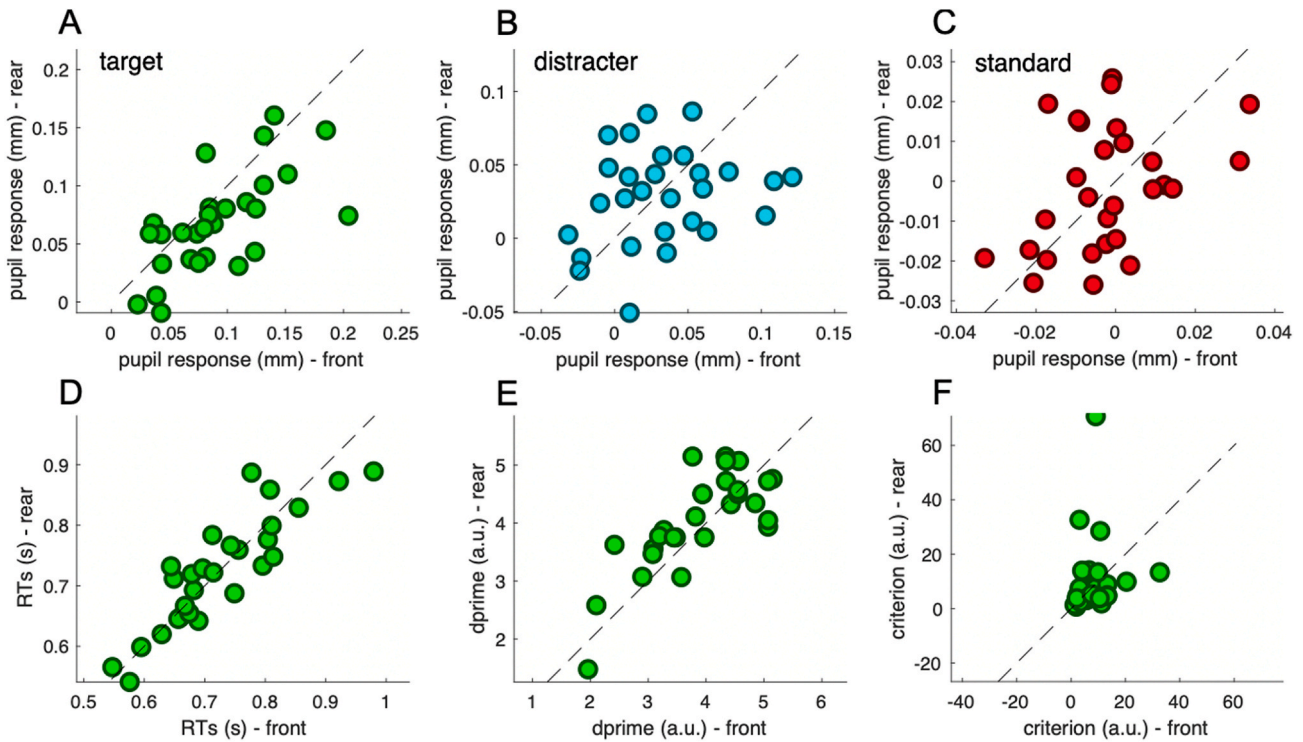 A
B
C
target
distracter
standard
pupil response (mm) - rear
0.2
0.15
0.1
0.05
0
0 0.05 0.1 0.15 0.2 0.25
pupil response (mm) - front
pupil response (mm) - rear
0.1
0.05
0
-0.05
-0.05 0 0.05 0.1 0.15
pupil response (mm) - front
pupil response (mm) - rear
0.03
0.02
0.01
0
-0.01
-0.02
-0.03
-0.04 -0.02 0 0.02 0.04
pupil response (mm) - front
D
E
F
RTs (s) - rear
0.9
0.8
0.7
0.6
0.5 0.6 0.7 0.8 0.9 1
RTs (s) - front
dprime (a.u.) - rear
5
4
3
2
1 2 3 4 5 6
dprime (a.u.) - front
criterion (a.u.) - rear
60
40
20
0
-20
-40 -20 0 20 40 60
criterion (a.u.) - front